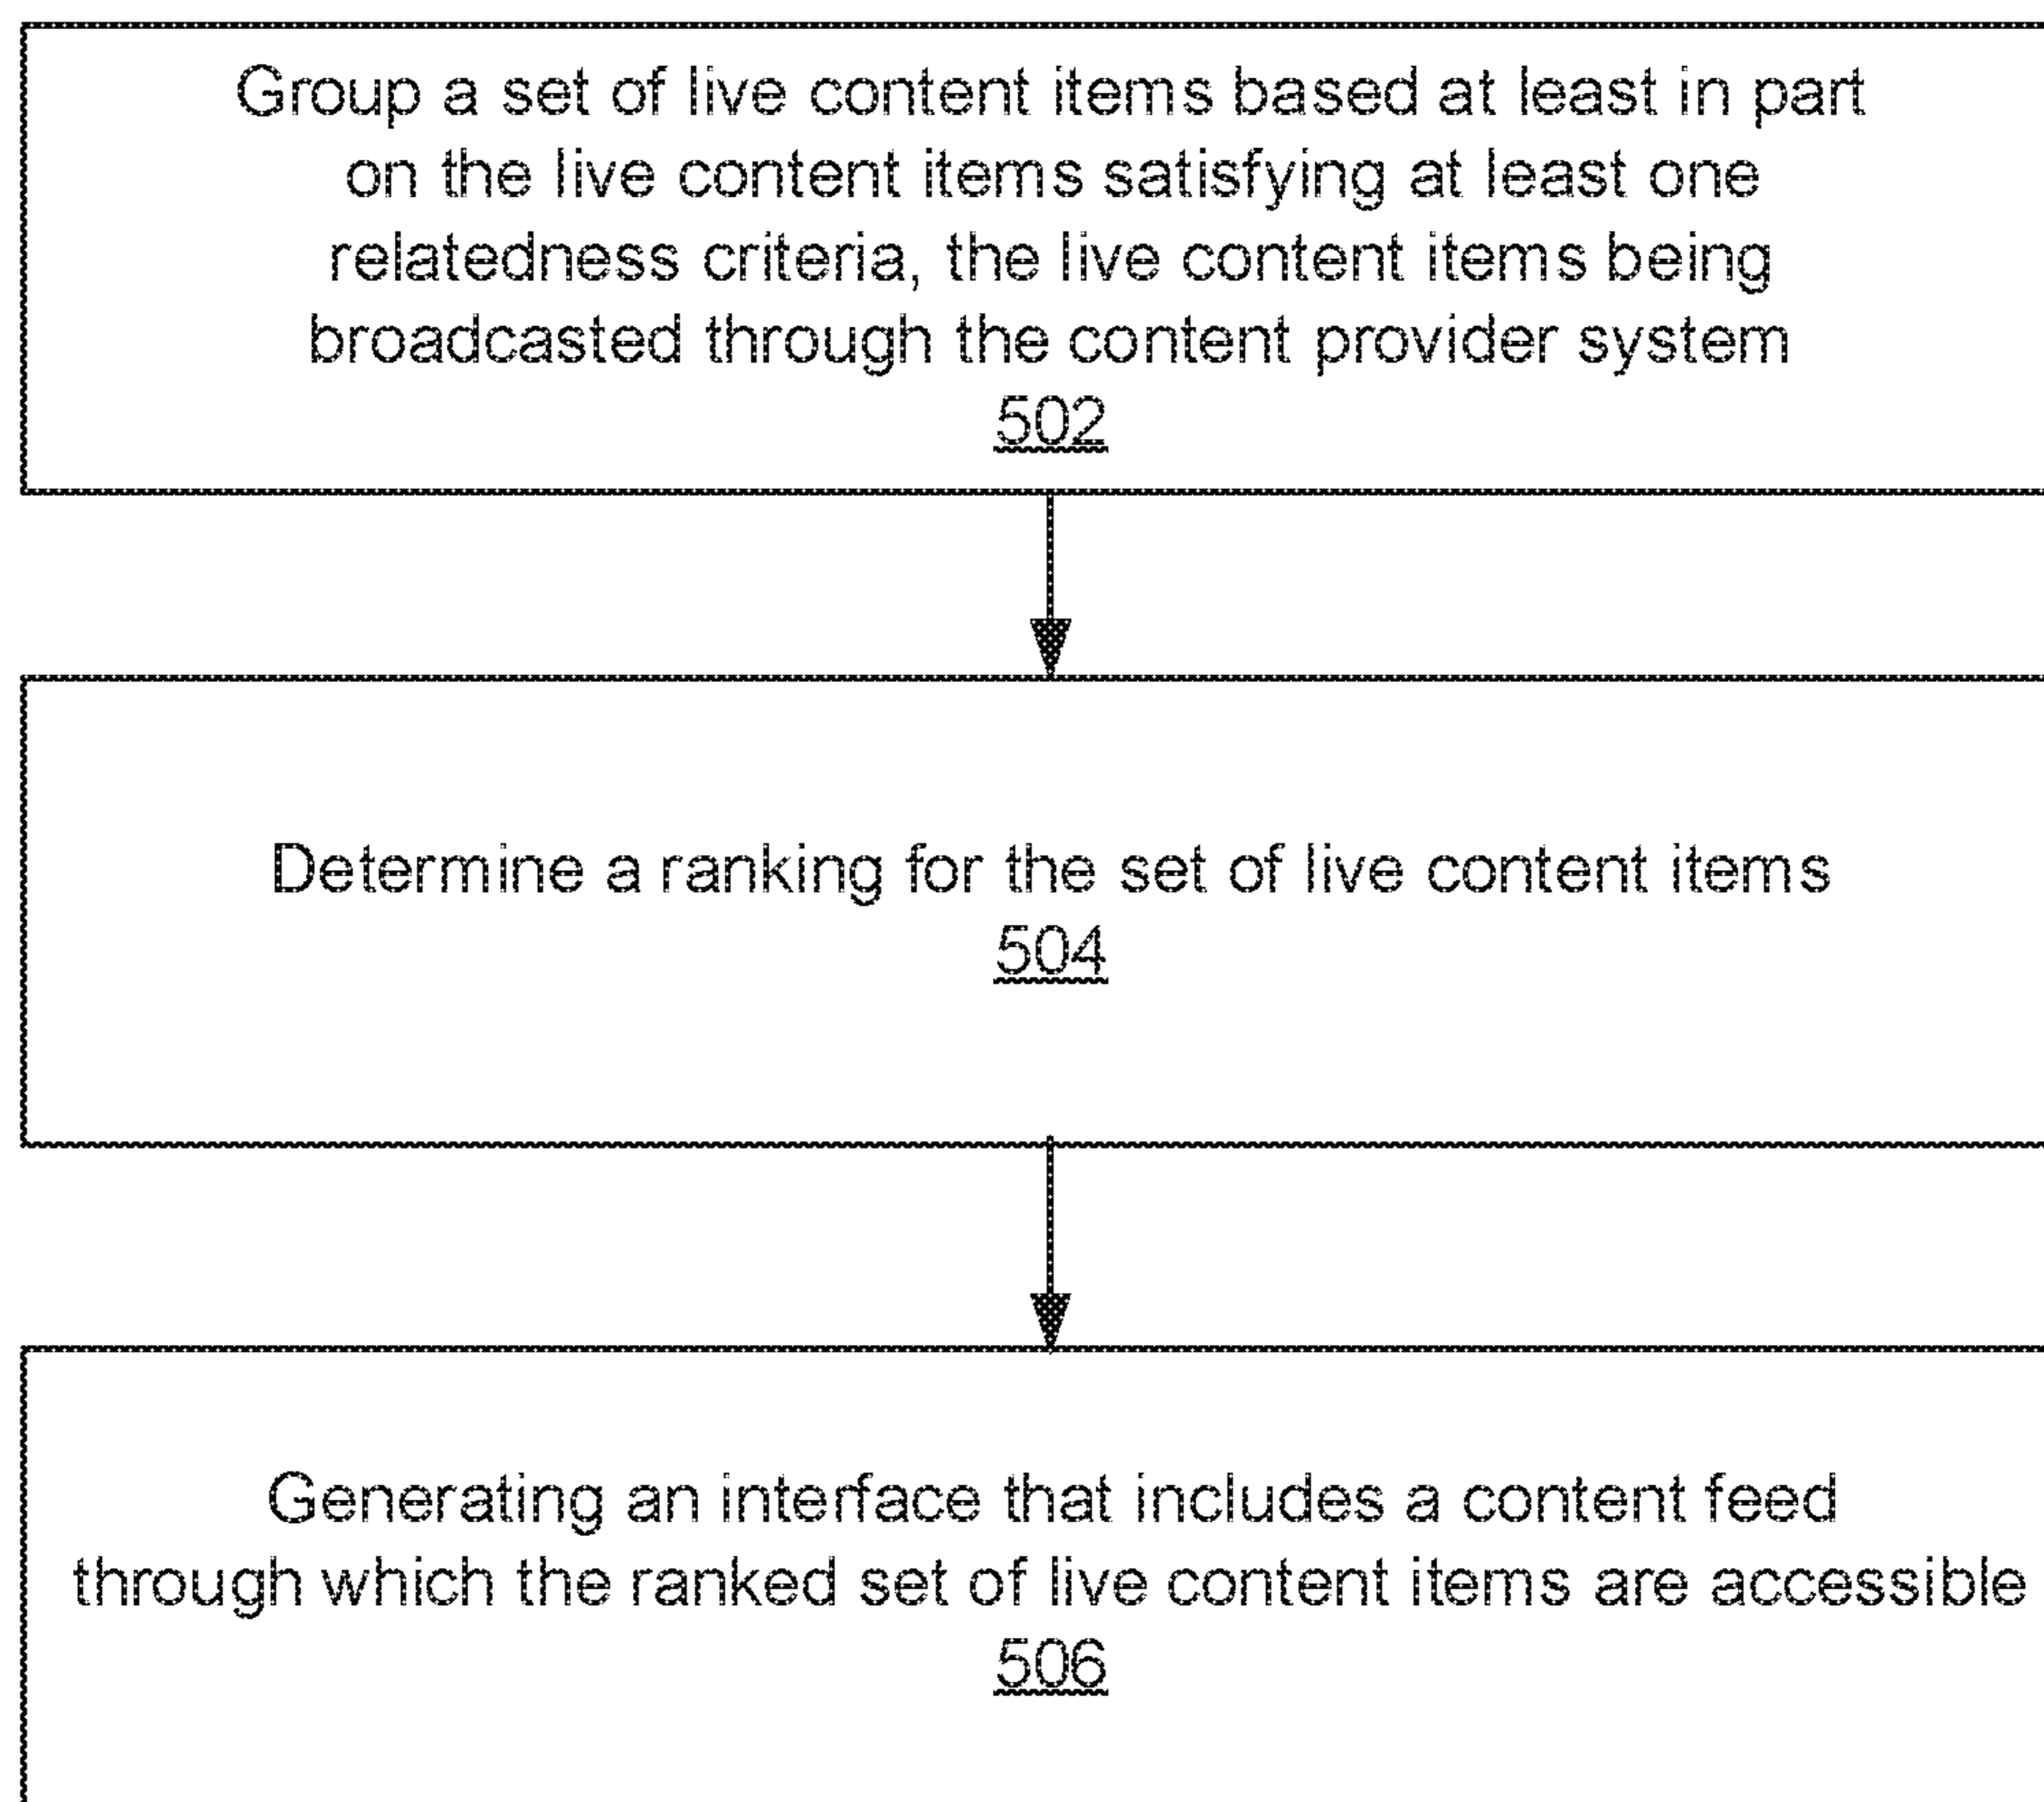 Group a set of live content items based at least in part
on the live content items satisfying at least one
relatedness criteria, the live content items being
broadcasted through the content provider system
502
Determine a ranking for the set of live content items
504
Generating an interface that includes a content feed
through which the ranked set of live content items are accessible
506